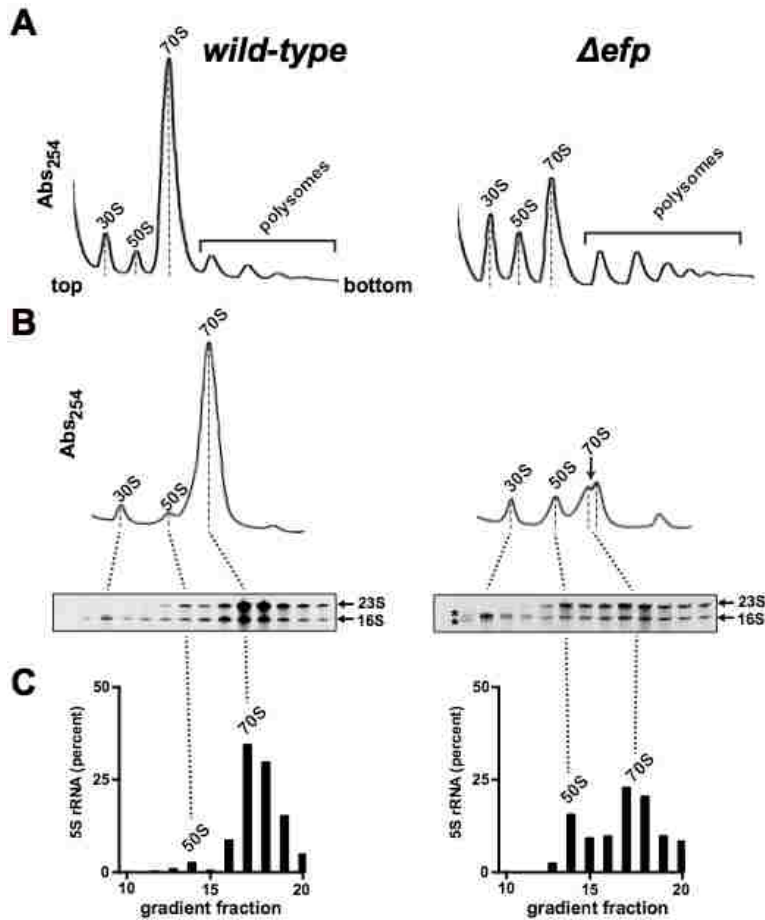 A
wild-type
Δefp
Abs254
30S
50S
70S
polysomes
top
bottom
30S
50S
70S
polysomes
B
Abs254
30S
50S
70S
30S
50S
70S
23S
16S
*
*
23S
16S
C
5S rRNA (percent)
50
25
0
50S
70S
10
15
20
gradient fraction
5S rRNA (percent)
50
25
0
50S
70S
10
15
20
gradient fraction